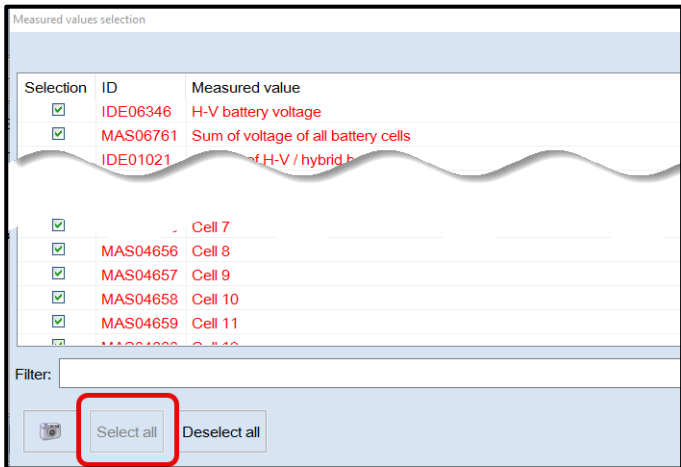 Measured values selection
Selection ID Measured value
IDE06346 H-V battery voltage
MAS06761 Sum of voltage of all battery cells
IDE01021 of H-V / hybrid
Cell 7
MAS04656 Cell 8
MAS04657 Cell 9
MAS04658 Cell 10
MAS04659 Cell 11
Filter:
Select all Deselect all